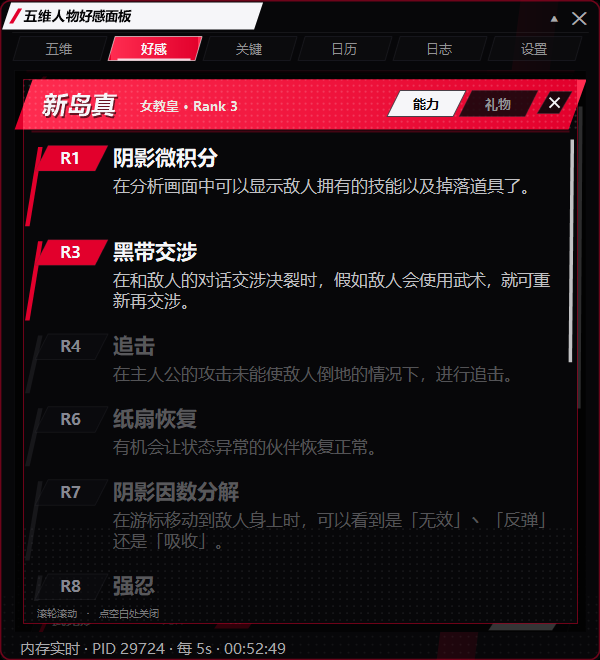 五维人物好感面板
五维 好感 关键 日历 日志 设置
新岛真 女教皇 • Rank 3 能力 礼物
R1 阴影微积分
在分析画面中可以显示敌人拥有的技能以及掉落道具了。
R3 黑带交涉
在和敌人的对话交涉决裂时，假如敌人会使用武术，就可重
新再交涉。
R4 追击
在主人公的攻击未能使敌人倒地的情况下，进行追击。
R6 纸扇恢复
有机会让状态异常的伙伴恢复正常。
R7 阴影因数分解
在游标移动到敌人身上时，可以看到是「无效」、「反弹」
还是「吸收」。
R8 强忍
滚轮滚动 · 点空白处关闭
内存实时 · PID 29724 · 每 5s · 00:52:49